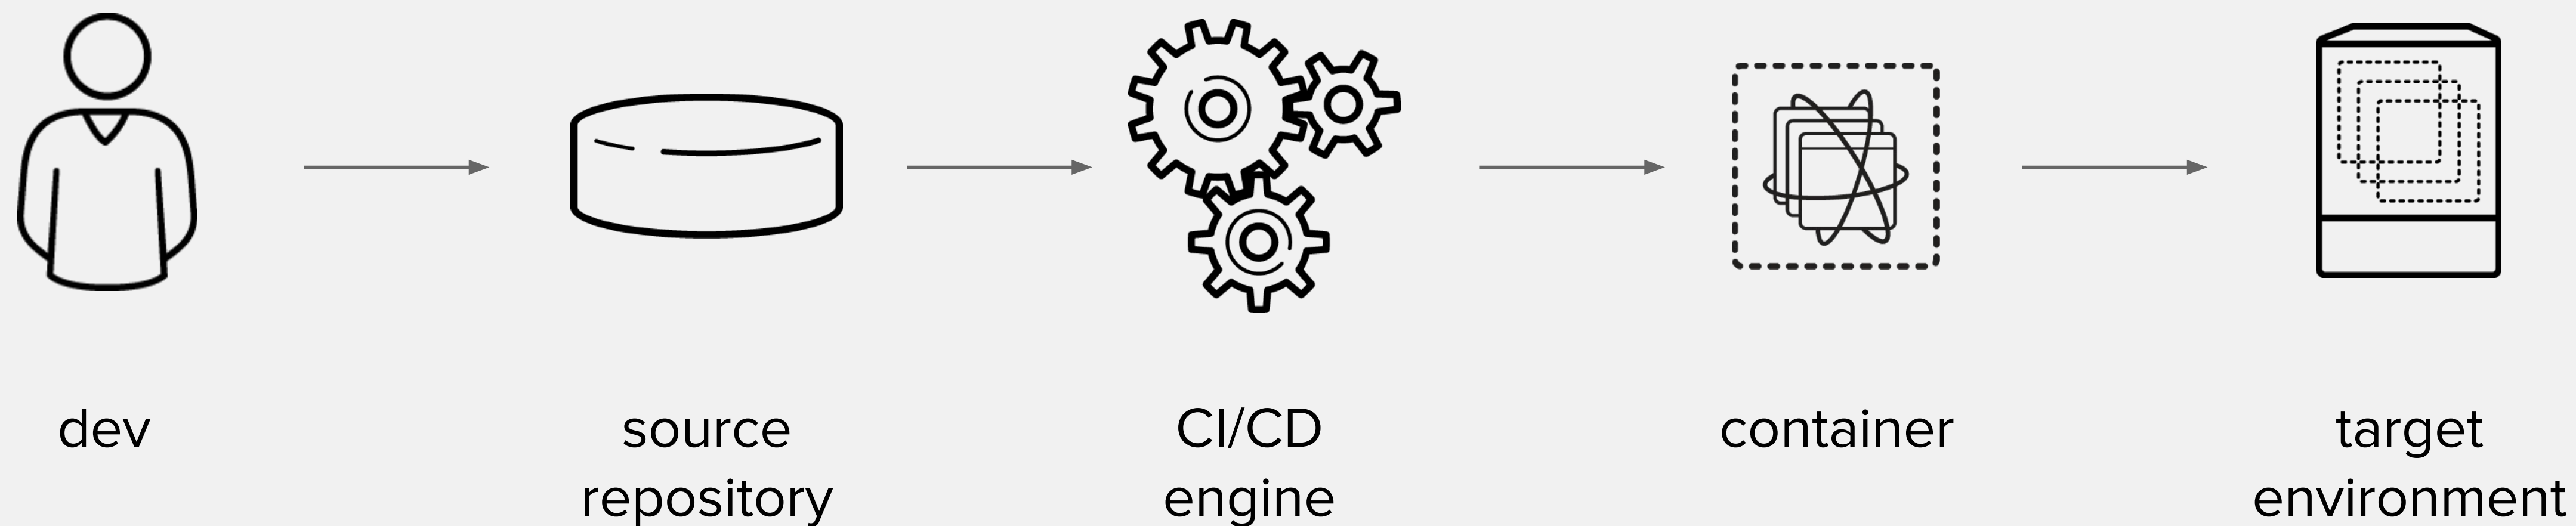 dev
source
repository
CI/CD
engine
container
target
environment